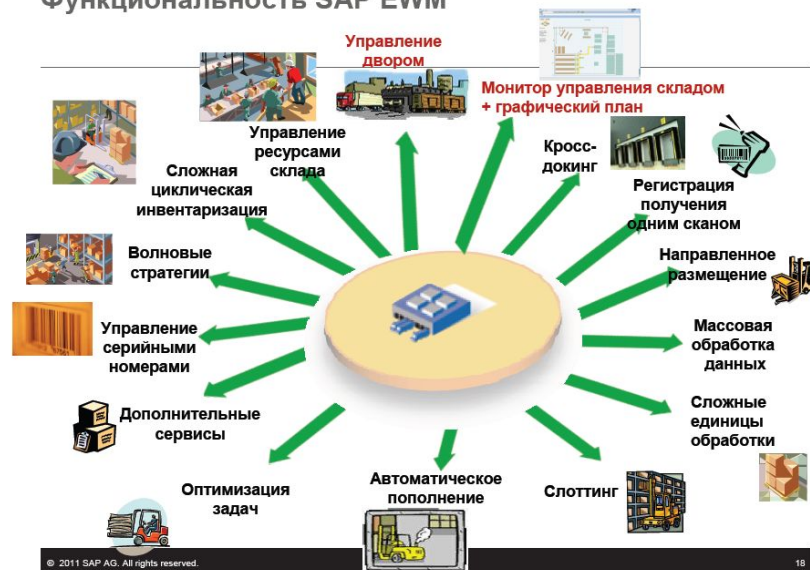 Функциональность SAP EWM
Управление
двором
Монитор управления складом
+ графический план
Управление
ресурсами
склада
Кросс-
докинг
Сложная
циклическая
инвентаризация
Регистрация
получения
одним сканом
Волновые
стратегии
Направленное
размещение
Управление
серийными
номерами
Массовая
обработка
данных
Дополнительные
сервисы
Сложные
единицы
обработки
Оптимизация
задач
Автоматическое
пополнение
Слоттинг
© 2011 SAP AG. All rights reserved.
18